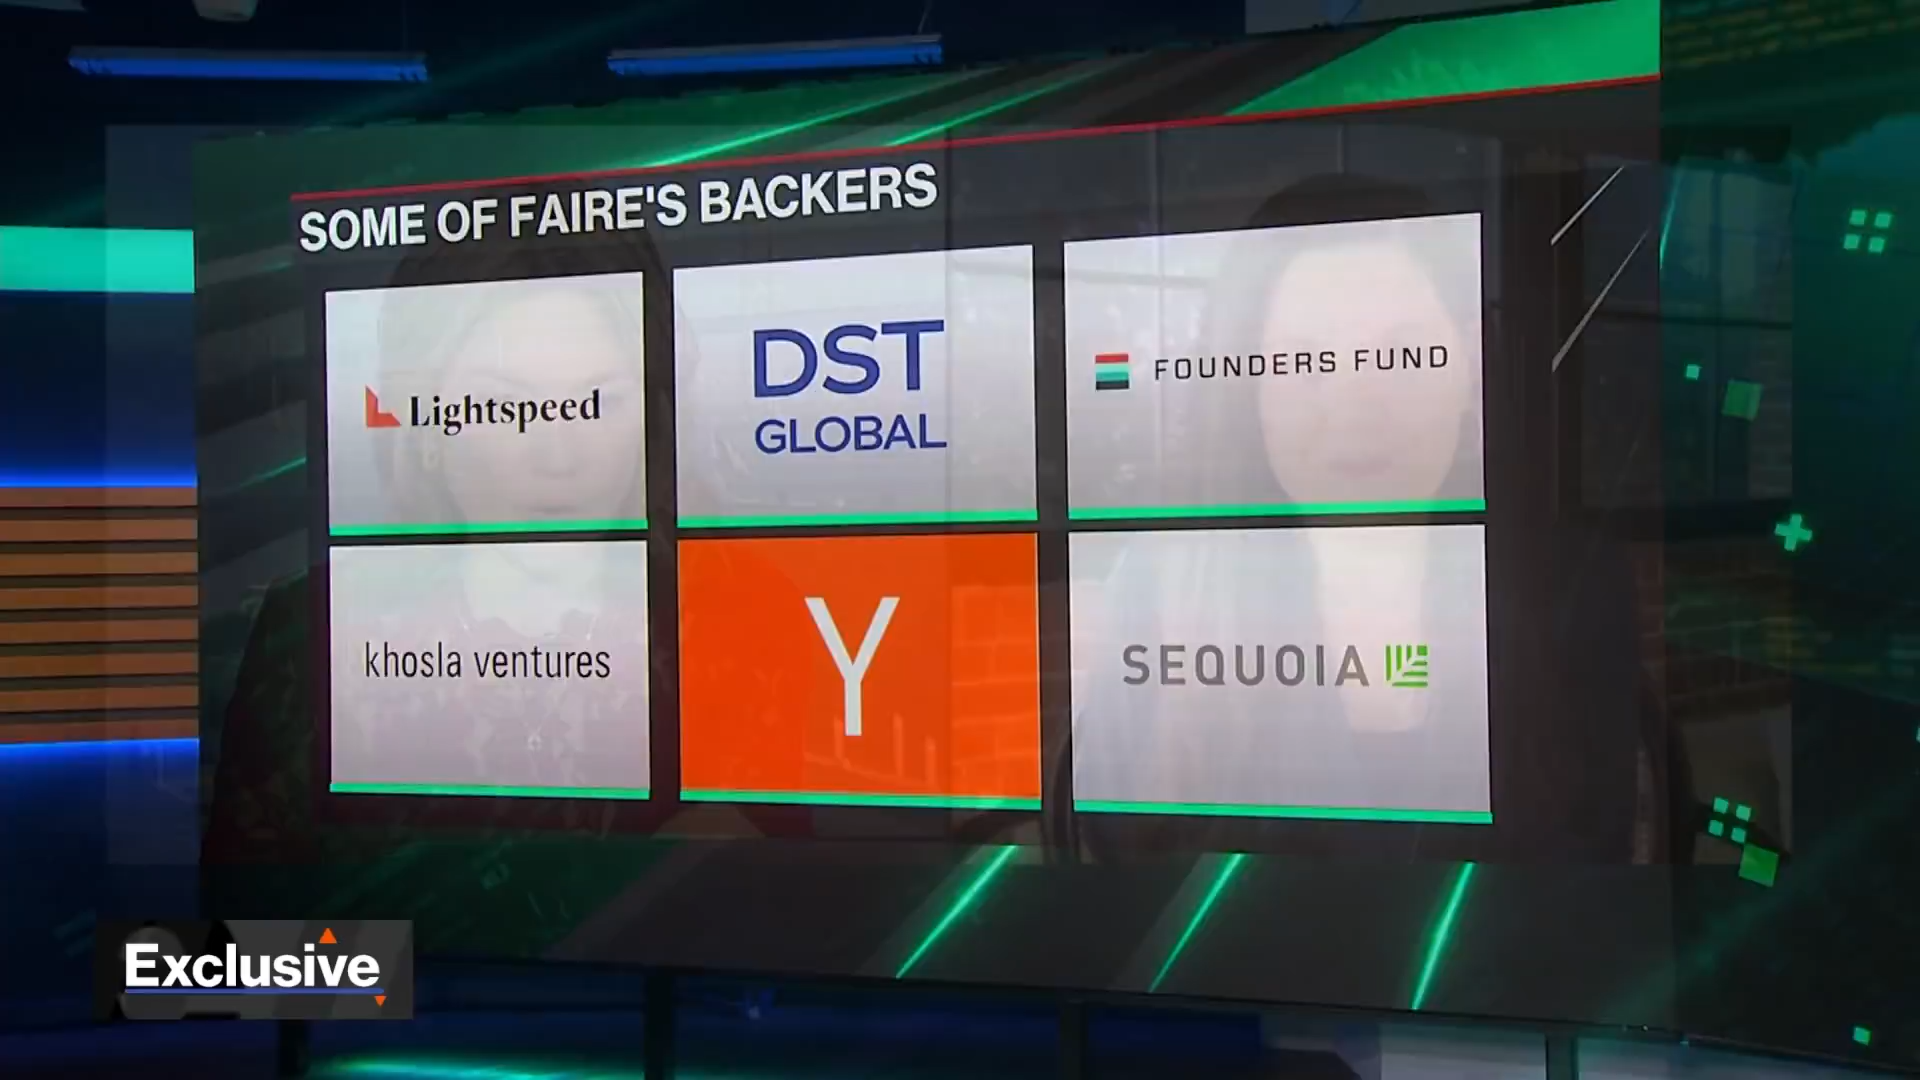 SOME OF FAIRE'S BACKERS
Lightspeed
DST
GLOBAL
FOUNDERS FUND
khosla ventures
Y
SEQUOIA
Exclusive